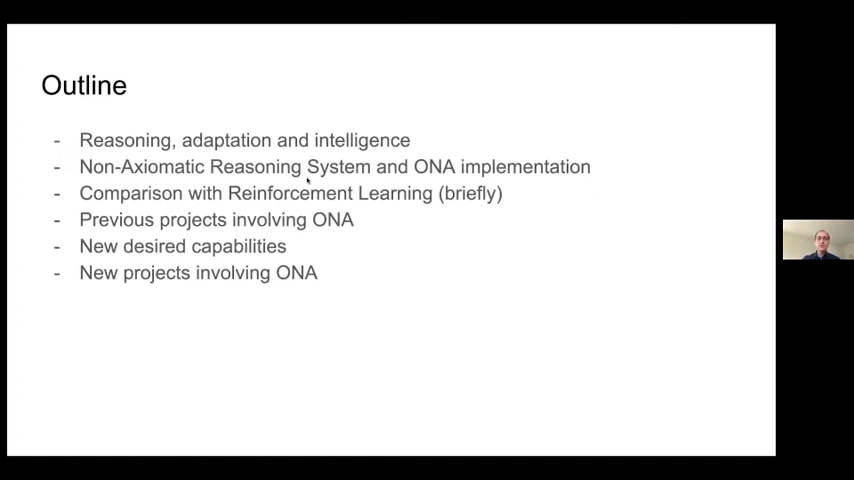 Outline
- Reasoning, adaptation and intelligence
- Non-Axiomatic Reasoning System and ONA implementation
- Comparison with Reinforcement Learning (briefly)
- Previous projects involving ONA
- New desired capabilities
- New projects involving ONA